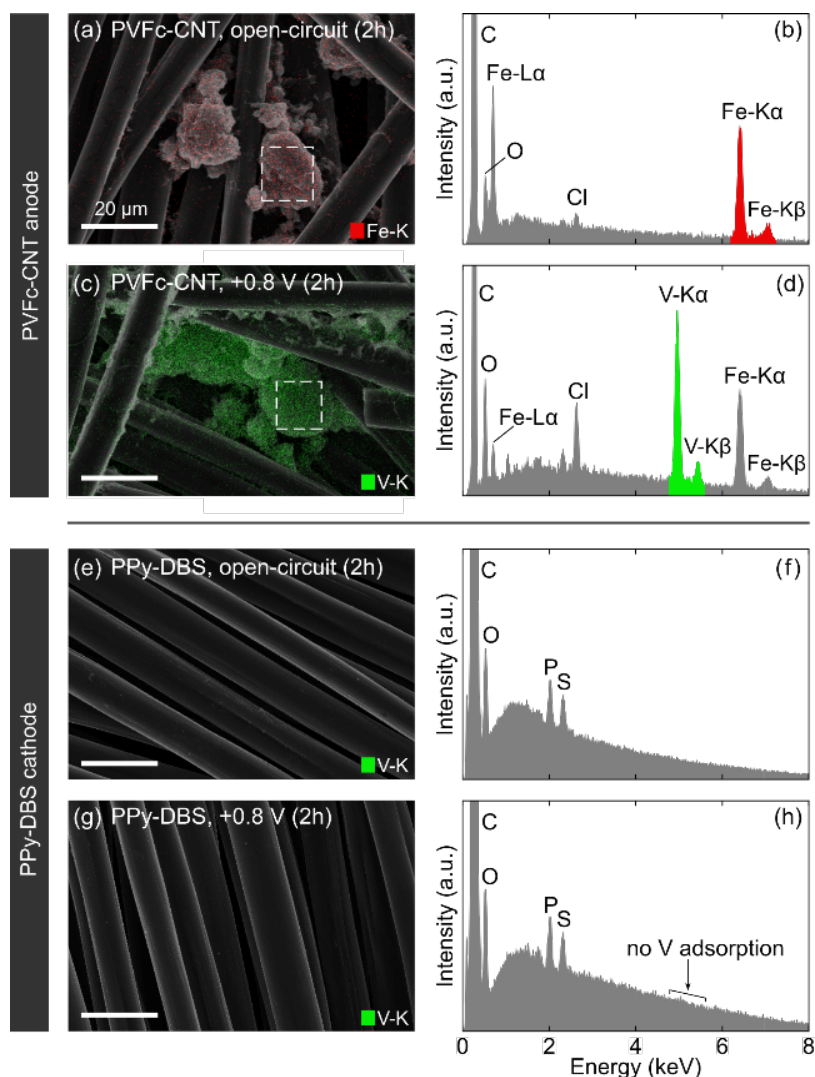 PVFc-CNT anode
(a) PVFc-CNT, open-circuit (2h)
20 μm
Fe-K
(b)
Intensity (a.u.)
C
Fe-Lα
O
Cl
Fe-Kα
Fe-Kβ
(c) PVFc-CNT, +0.8 V (2h)
V-K
(d)
Intensity (a.u.)
C
O
Fe-Lα
Cl
V-Kα
V-Kβ
Fe-Kα
Fe-Kβ
PPy-DBS cathode
(e) PPy-DBS, open-circuit (2h)
V-K
(f)
Intensity (a.u.)
C
O
P
S
(g) PPy-DBS, +0.8 V (2h)
V-K
(h)
Intensity (a.u.)
C
O
P
S
no V adsorption
0 2 4 6 8
Energy (keV)